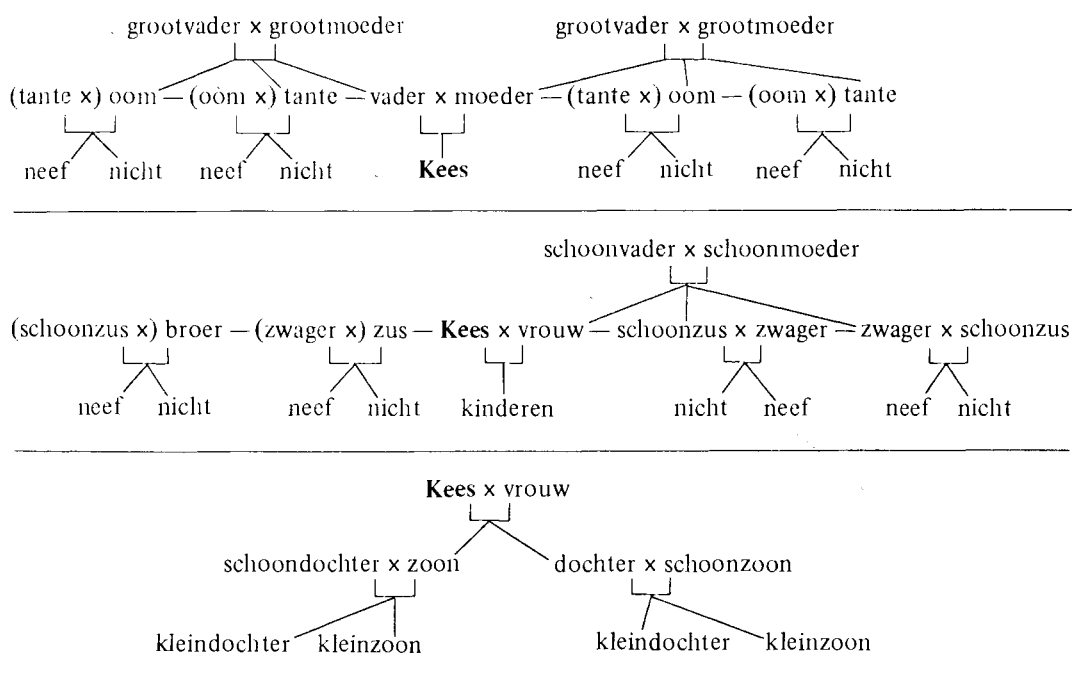 grootvader x grootmoeder grootvader x grootmoeder
(tante x) oom — (oom x) tante — vader x moeder — (tante x) oom — (oom x) tante
neef nicht neef nicht Kees neef nicht neef nicht
schoonvader x schoonmoeder
(schoonzus x) broer — (zwager x) zus — Kees x vrouw — schoonzus x zwager — zwager x schoonzus
neef nicht neef nicht kinderen nicht neef neef nicht
Kees x vrouw
schoondochter x zoon dochter x schoonzoon
kleindochter kleinzoon kleindochter kleinzoon